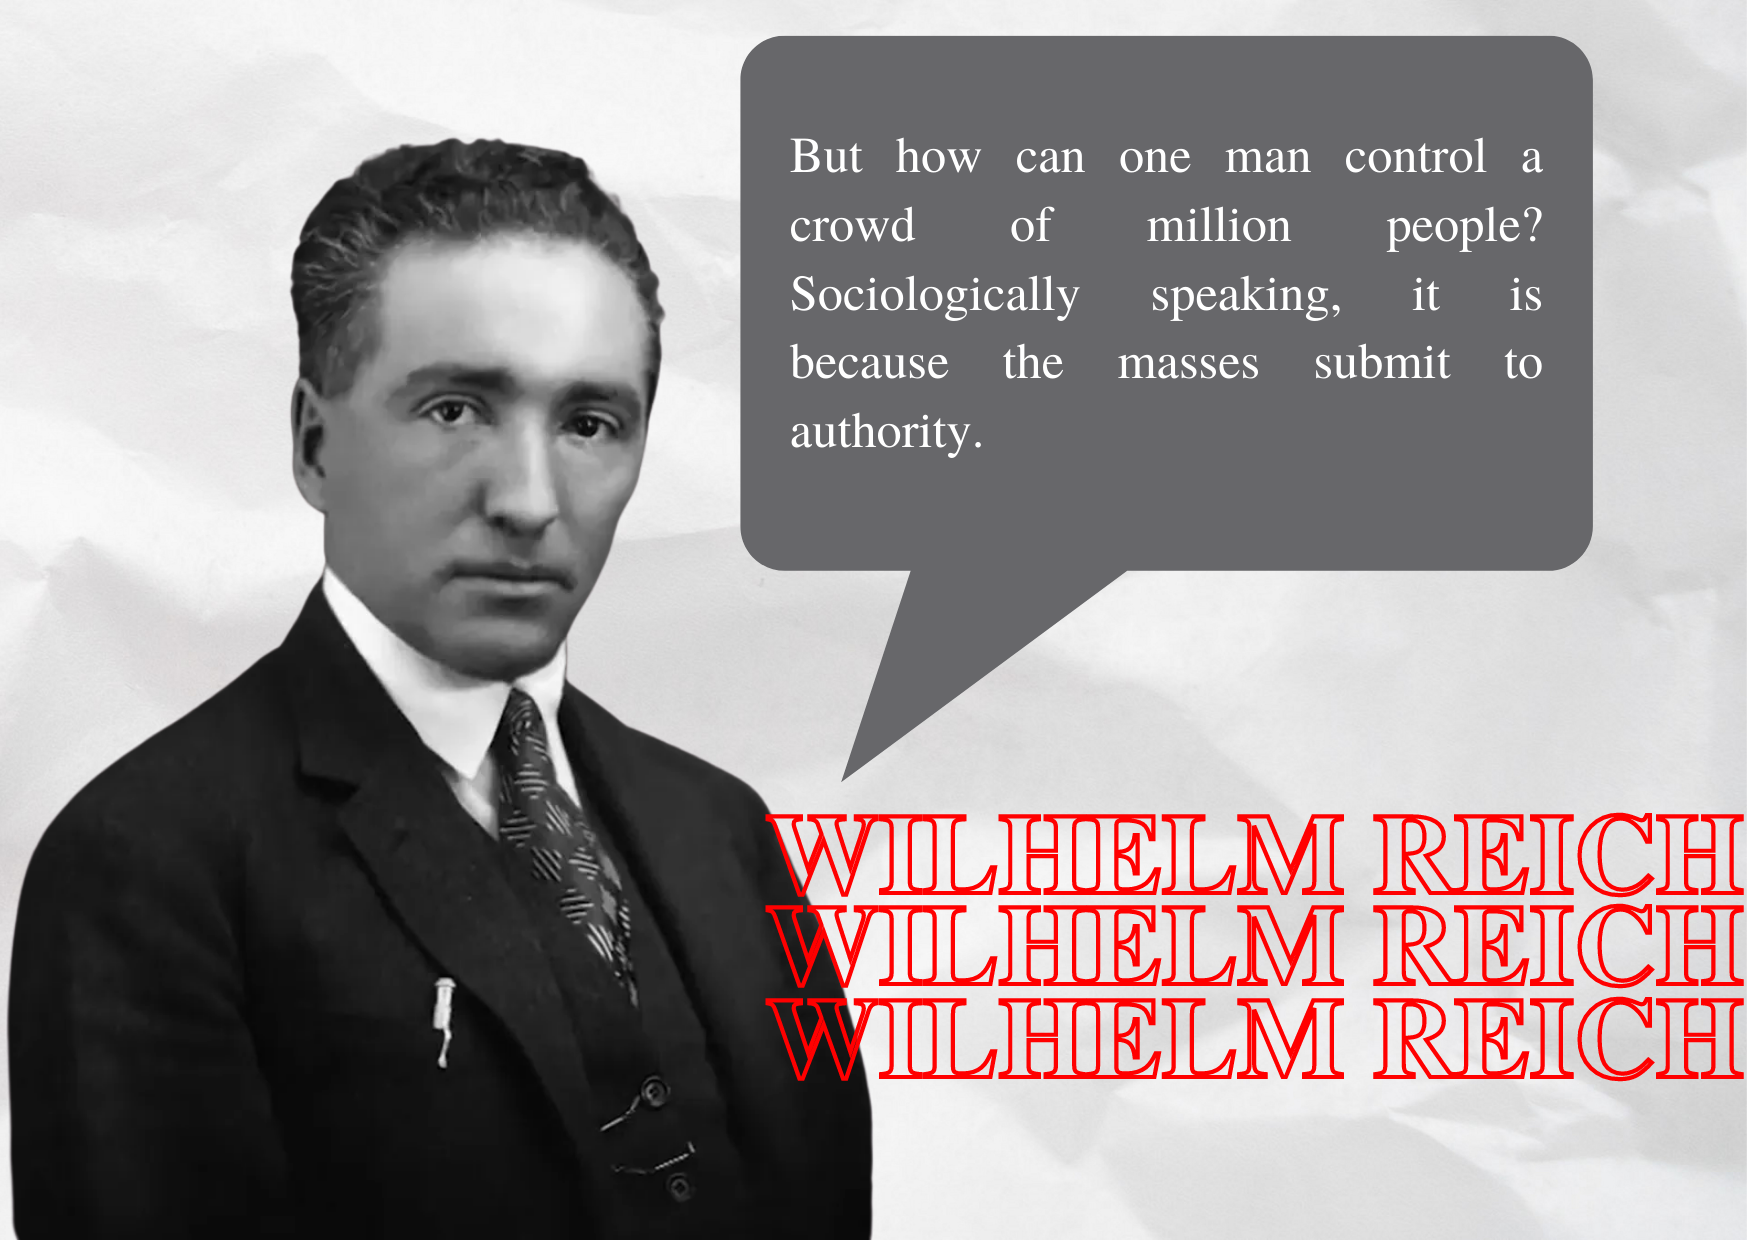 But how can one man control a
crowd of million people?
Sociologically speaking, it is
because the masses submit to
authority.
WILHELM REICH
WILHELM REICH
WILHELM REICH